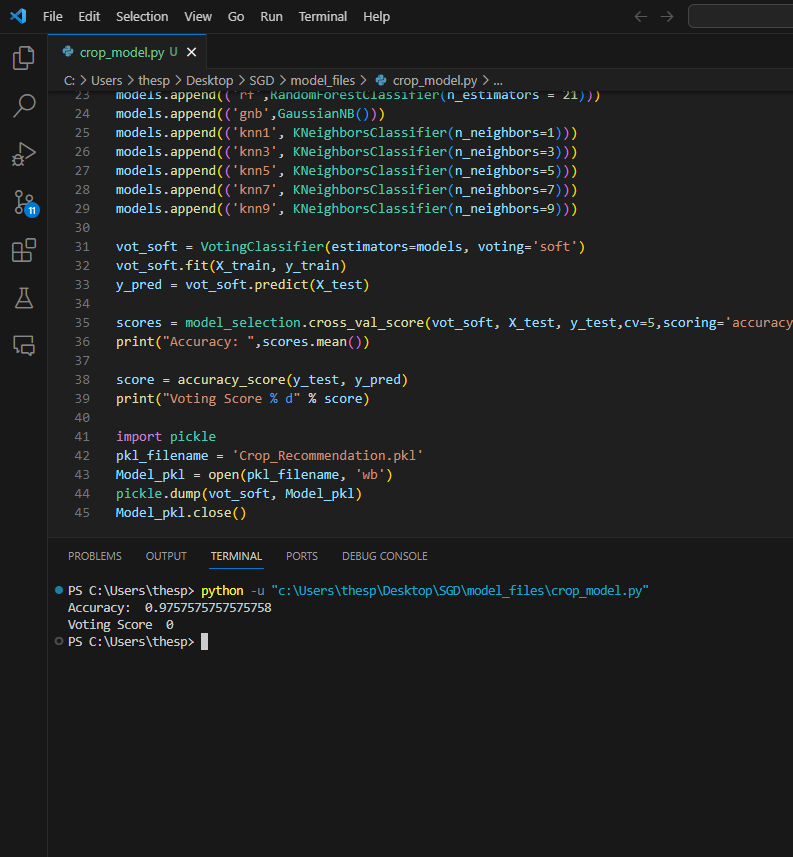 File Edit Selection View Go Run Terminal Help
crop_model.py U
C: > Users > thesp > Desktop > SGD > model_files > crop_model.py > ...
23 models.append(('rf',RandomForestClassifier(n_estimators = 21)))
24 models.append(('gnb',GaussianNB()))
25 models.append(('knn1', KNeighborsClassifier(n_neighbors=1)))
26 models.append(('knn3', KNeighborsClassifier(n_neighbors=3)))
27 models.append(('knn5', KNeighborsClassifier(n_neighbors=5)))
28 models.append(('knn7', KNeighborsClassifier(n_neighbors=7)))
29 models.append(('knn9', KNeighborsClassifier(n_neighbors=9)))
30
31 vot_soft = VotingClassifier(estimators=models, voting='soft')
32 vot_soft.fit(X_train, y_train)
33 y_pred = vot_soft.predict(X_test)
34
35 scores = model_selection.cross_val_score(vot_soft, X_test, y_test,cv=5,scoring='accuracy
36 print("Accuracy: ",scores.mean())
37
38 score = accuracy_score(y_test, y_pred)
39 print("Voting Score % d" % score)
40
41 import pickle
42 pkl_filename = 'Crop_Recommendation.pkl'
43 Model_pkl = open(pkl_filename, 'wb')
44 pickle.dump(vot_soft, Model_pkl)
45 Model_pkl.close()
11
PROBLEMS OUTPUT TERMINAL PORTS DEBUG CONSOLE
PS C:\Users\thesp> python -u "c:\Users\thesp\Desktop\SGD\model_files\crop_model.py"
Accuracy:  0.9757575757575758
Voting Score  0
PS C:\Users\thesp>